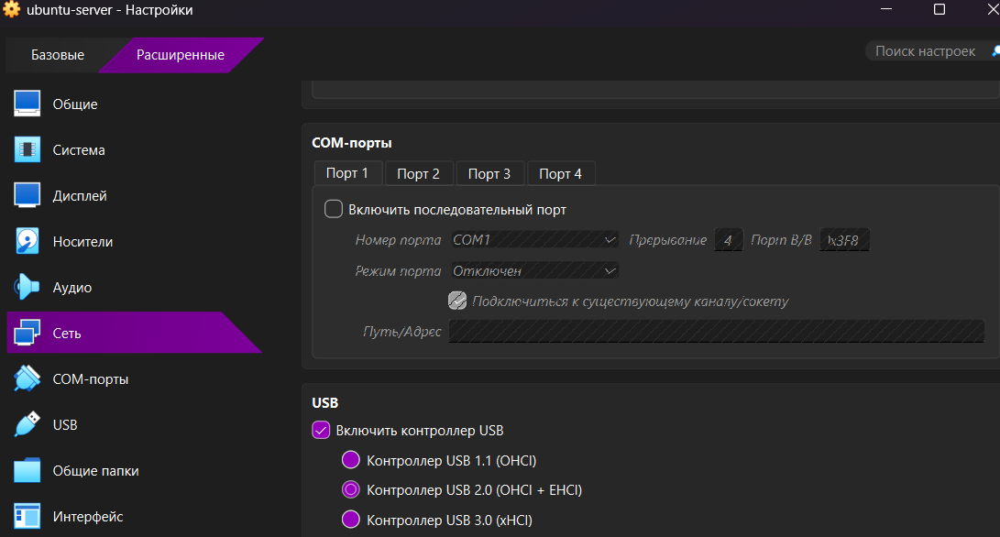 ubuntu-server - Настройки
Базовые
Расширенные
Поиск настроек
Общие
Система
Дисплей
Носители
Аудио
Сеть
COM-порты
USB
Общие папки
Интерфейс
COM-порты
Порт 1
Порт 2
Порт 3
Порт 4
Включить последовательный порт
Номер порта COM1 Прерывание 4 Порт В/В 0x3F8
Режим порта Отключен
Подключиться к существующему каналу/сокету
Путь/Адрес
USB
Включить контроллер USB
Контроллер USB 1.1 (OHCI)
Контроллер USB 2.0 (OHCI + EHCI)
Контроллер USB 3.0 (xHCI)